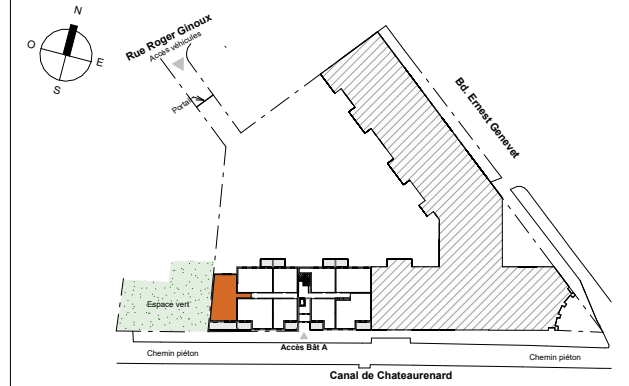 N
O
E
S
Rue Roger Ginoux
Accès véhicules
Portail
Bd. Ernest Genevet
Espace vert
Accès Bât A
Chemin piéton
Chemin piéton
Canal de Chateaurenard